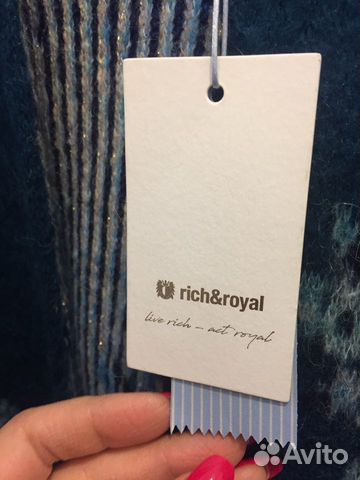 rich&royal
live rich – act royal
Avito